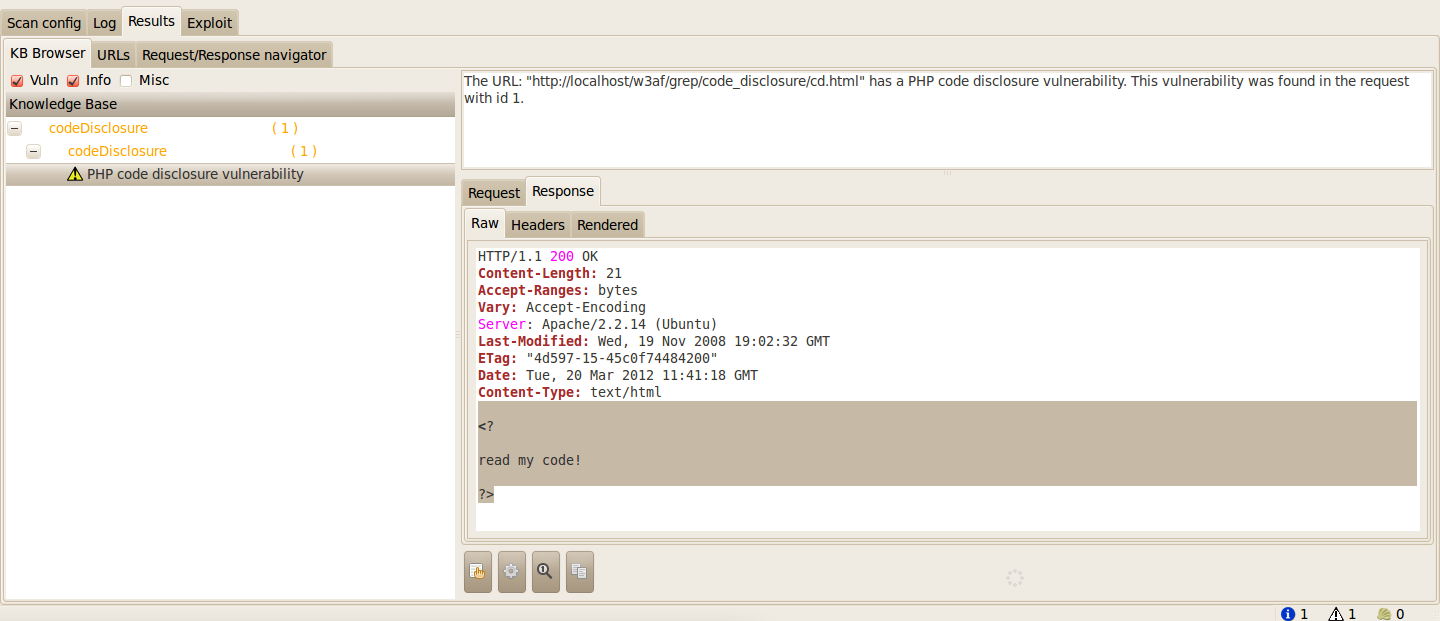 Scan config Log Results Exploit
KB Browser URLs Request/Response navigator
Vuln Info Misc
Knowledge Base
codeDisclosure ( 1 )
codeDisclosure ( 1 )
PHP code disclosure vulnerability
The URL: "http://localhost/w3af/grep/code_disclosure/cd.html" has a PHP code disclosure vulnerability. This vulnerability was found in the request
with id 1.
Request Response
Raw Headers Rendered
HTTP/1.1 200 OK
Content-Length: 21
Accept-Ranges: bytes
Vary: Accept-Encoding
Server: Apache/2.2.14 (Ubuntu)
Last-Modified: Wed, 19 Nov 2008 19:02:32 GMT
ETag: "4d597-15-45c0f74484200"
Date: Tue, 20 Mar 2012 11:41:18 GMT
Content-Type: text/html
<?
read my code!
?>
1 1 0